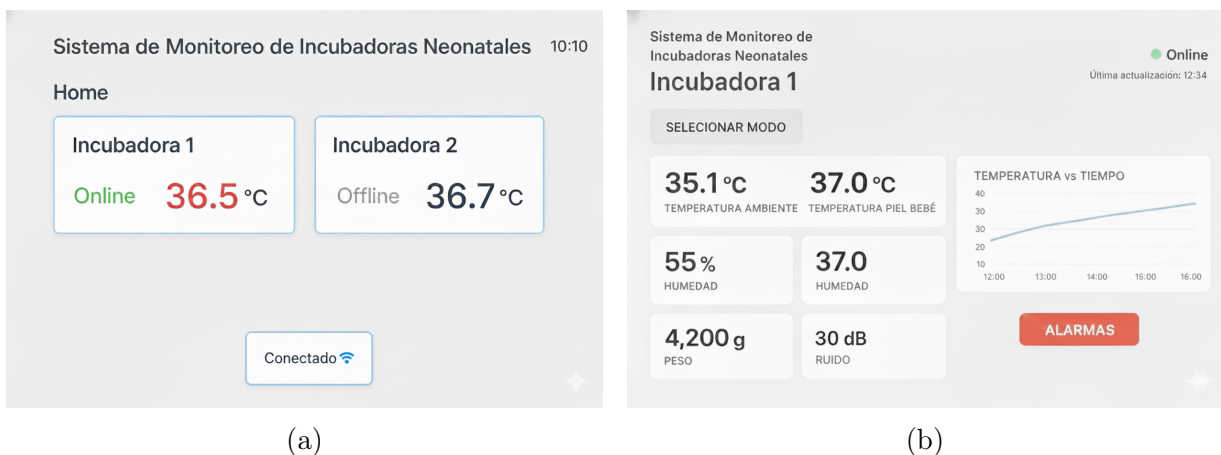 Sistema de Monitoreo de Incubadoras Neonatales 10:10
Home
Incubadora 1
Online 36.5 °C
Incubadora 2
Offline 36.7 °C
Conectado
(a)
Sistema de Monitoreo de
Incubadoras Neonatales
Incubadora 1
Online
Última actualización: 12:34
SELECIONAR MODO
35.1 °C
TEMPERATURA AMBIENTE
37.0 °C
TEMPERATURA PIEL BEBÉ
55 %
HUMEDAD
37.0
HUMEDAD
4,200 g
PESO
30 dB
RUIDO
TEMPERATURA vs TIEMPO
40
30
30
20
10
12:00 13:00 14:00 15:00 16:00
ALARMAS
(b)